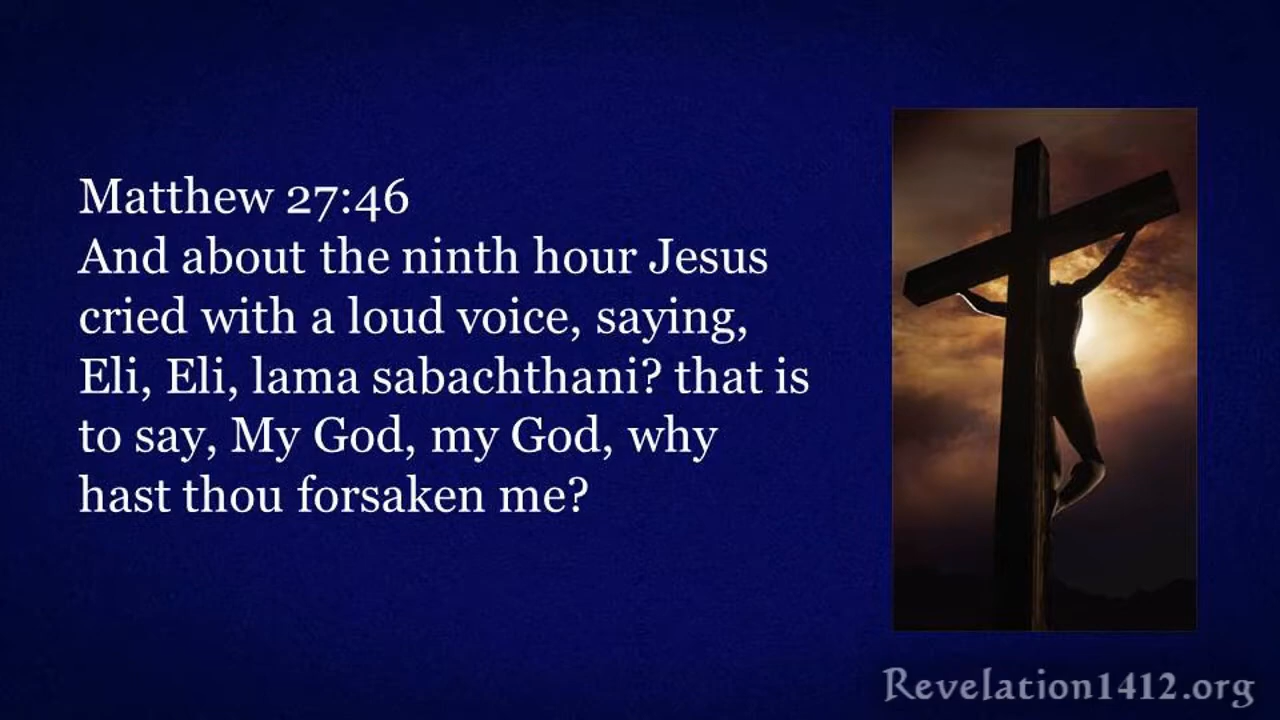 Matthew 27:46
And about the ninth hour Jesus
cried with a loud voice, saying,
Eli, Eli, lama sabachthani? that is
to say, My God, my God, why
hast thou forsaken me?
Revelation1412.org